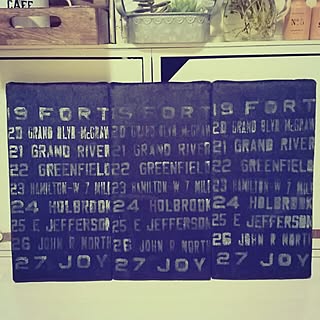 CAFE
19 FORT 19 FORT 19 FORT
20 GRAND BLVD-McGRAW 20 GRAND BLVD-McGRAW 20 GRAND BLVD-McGRAW
21 GRAND RIVER 21 GRAND RIVER 21 GRAND RIVER
22 GREENFIELD 22 GREENFIELD 22 GREENFIELD
23 HAMILTON-W 7 MILE 23 HAMILTON-W 7 MILE 23 HAMILTON-W 7 MILE
24 HOLBROOK 24 HOLBROOK 24 HOLBROOK
25 E JEFFERSON 25 E JEFFERSON 25 E JEFFERSON
26 JOHN R NORTH 26 JOHN R NORTH 26 JOHN R NORTH
27 JOY 27 JOY 27 JOY